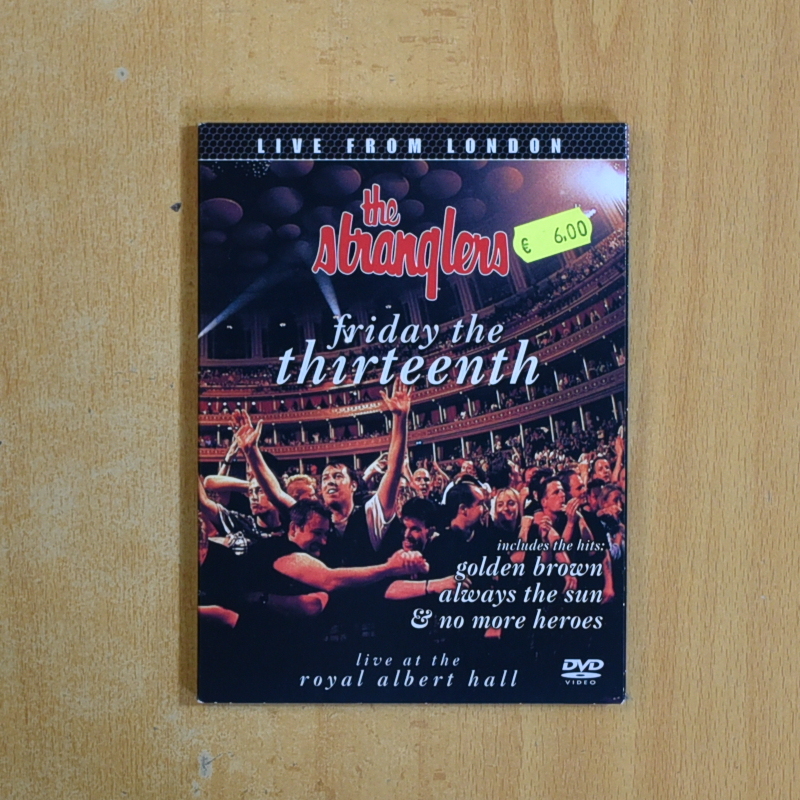 LIVE FROM LONDON
the
stranglers
€ 6,00
friday the
thirteenth
includes the hits:
golden brown
always the sun
& no more heroes
live at the
royal albert hall
DVD
VIDEO